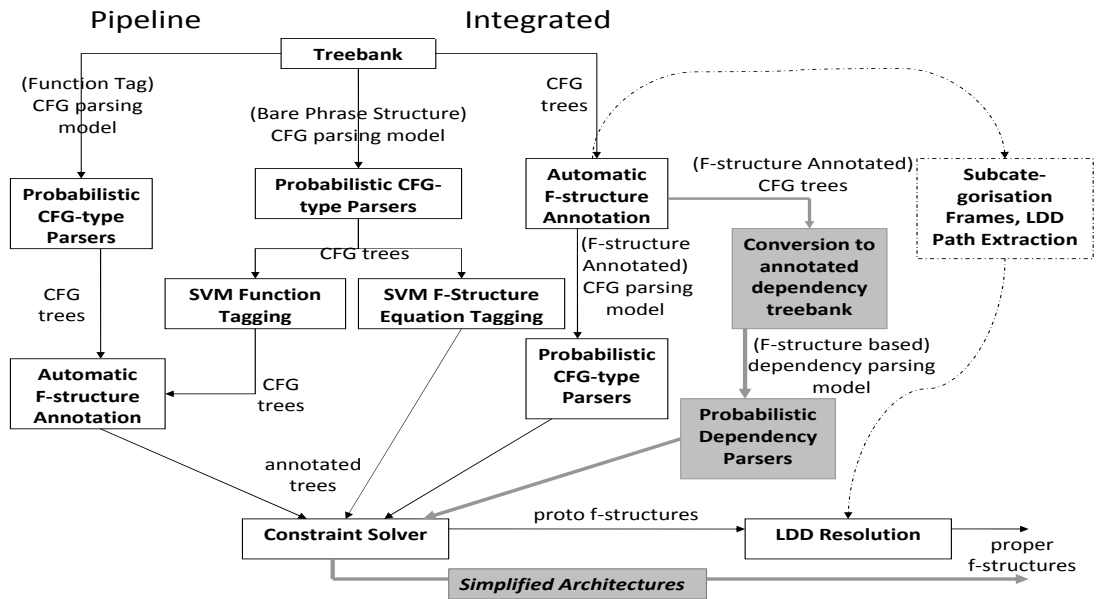 Pipeline
Integrated
Treebank
(Function Tag)
CFG parsing
model
(Bare Phrase Structure)
CFG parsing model
CFG
trees
(F-structure Annotated)
CFG trees
Probabilistic
CFG-type
Parsers
Probabilistic CFG-
type Parsers
Automatic
F-structure
Annotation
Subcate-
gorisation
Frames, LDD
Path Extraction
CFG trees
(F-structure
Annotated)
CFG parsing
model
Conversion to
annotated
dependency
treebank
CFG
trees
SVM Function
Tagging
SVM F-Structure
Equation Tagging
(F-structure based)
dependency parsing
model
Automatic
F-structure
Annotation
CFG
trees
Probabilistic
CFG-type
Parsers
Probabilistic
Dependency
Parsers
annotated
trees
Constraint Solver
proto f-structures
LDD Resolution
proper
f-structures
Simplified Architectures